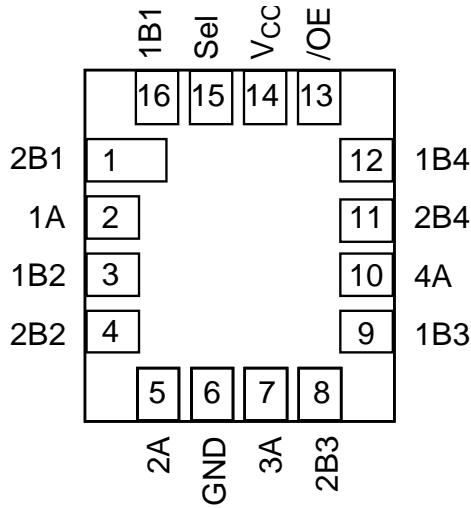 1B1 Sel VCC /OE
16 15 14 13
2B1 1 12 1B4
1A 2 11 2B4
1B2 3 10 4A
2B2 4 9 1B3
5 6 7 8
2A GND 3A 2B3